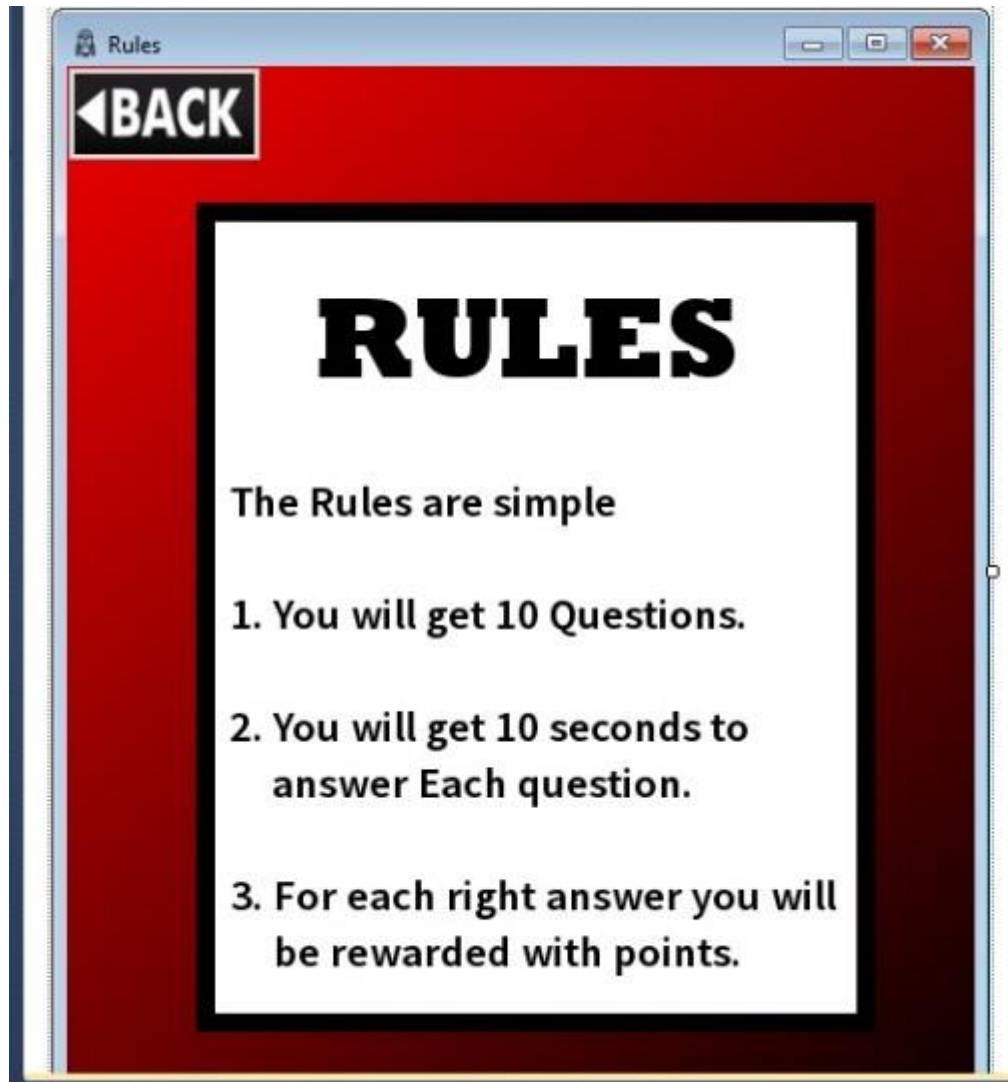 Rules
BACK
RULES
The Rules are simple
1. You will get 10 Questions.
2. You will get 10 seconds to
answer Each question.
3. For each right answer you will
be rewarded with points.